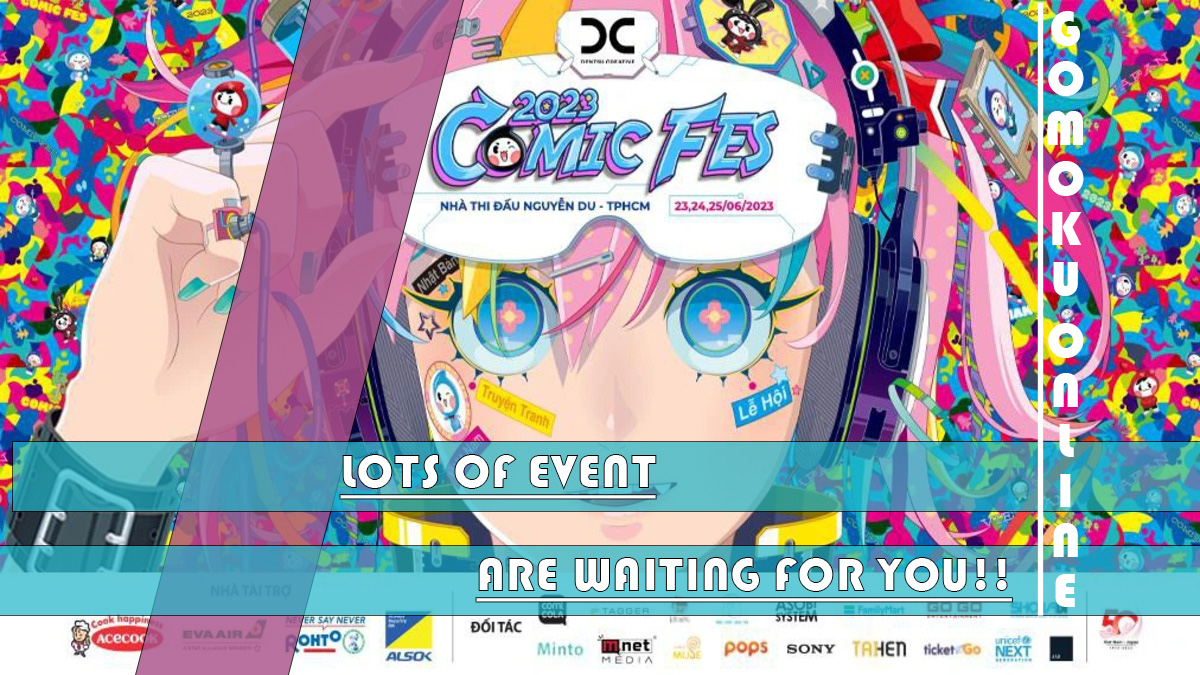 DC
DENTSU CREATIVE
2023
COMIC FES
NHÀ THI ĐẤU NGUYỄN DU - TPHCM
23,24,25/06/2023
Nhật Bản
Truyện Tranh
Lễ Hội
GOMOKUONLINE
LOTS OF EVENT
ARE WAITING FOR YOU!!
NHÀ TÀI TRỢ
Cook happiness
ACECOOK
EVA AIR
NEVER SAY NEVER
ROHTO
ALSOK
ĐỐI TÁC
TAGGER
ASOBI SYSTEM
FamilyMart
GO GO
Minto
m.net
MEDIA
MUSE
POPS
SONY
TAHEN
ticketGo
unicef
NEXT
GENERATION
50